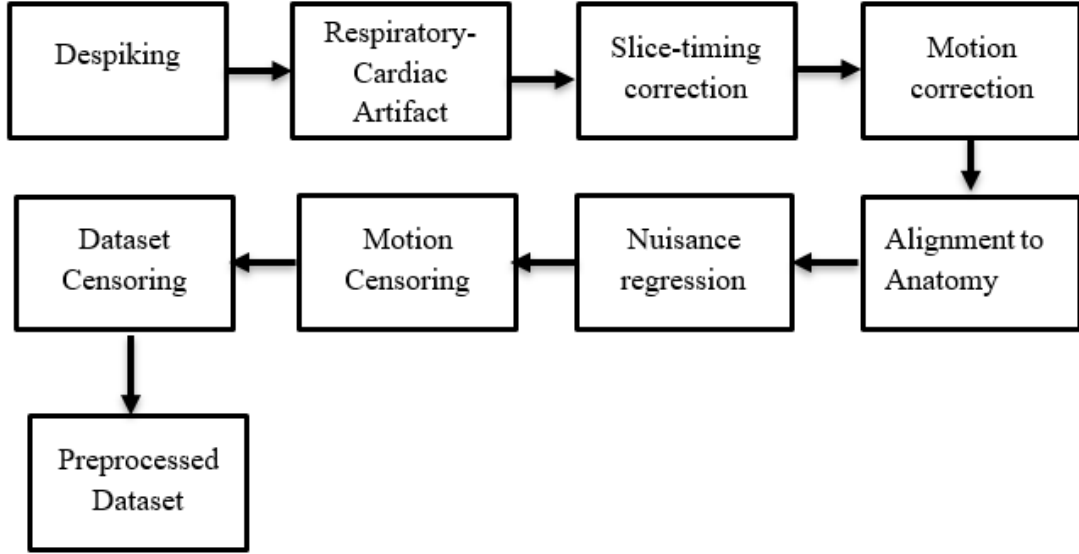 Despiking
Respiratory-
Cardiac
Artifact
Slice-timing
correction
Motion
correction
Alignment to
Anatomy
Nuisance
regression
Motion
Censoring
Dataset
Censoring
Preprocessed
Dataset